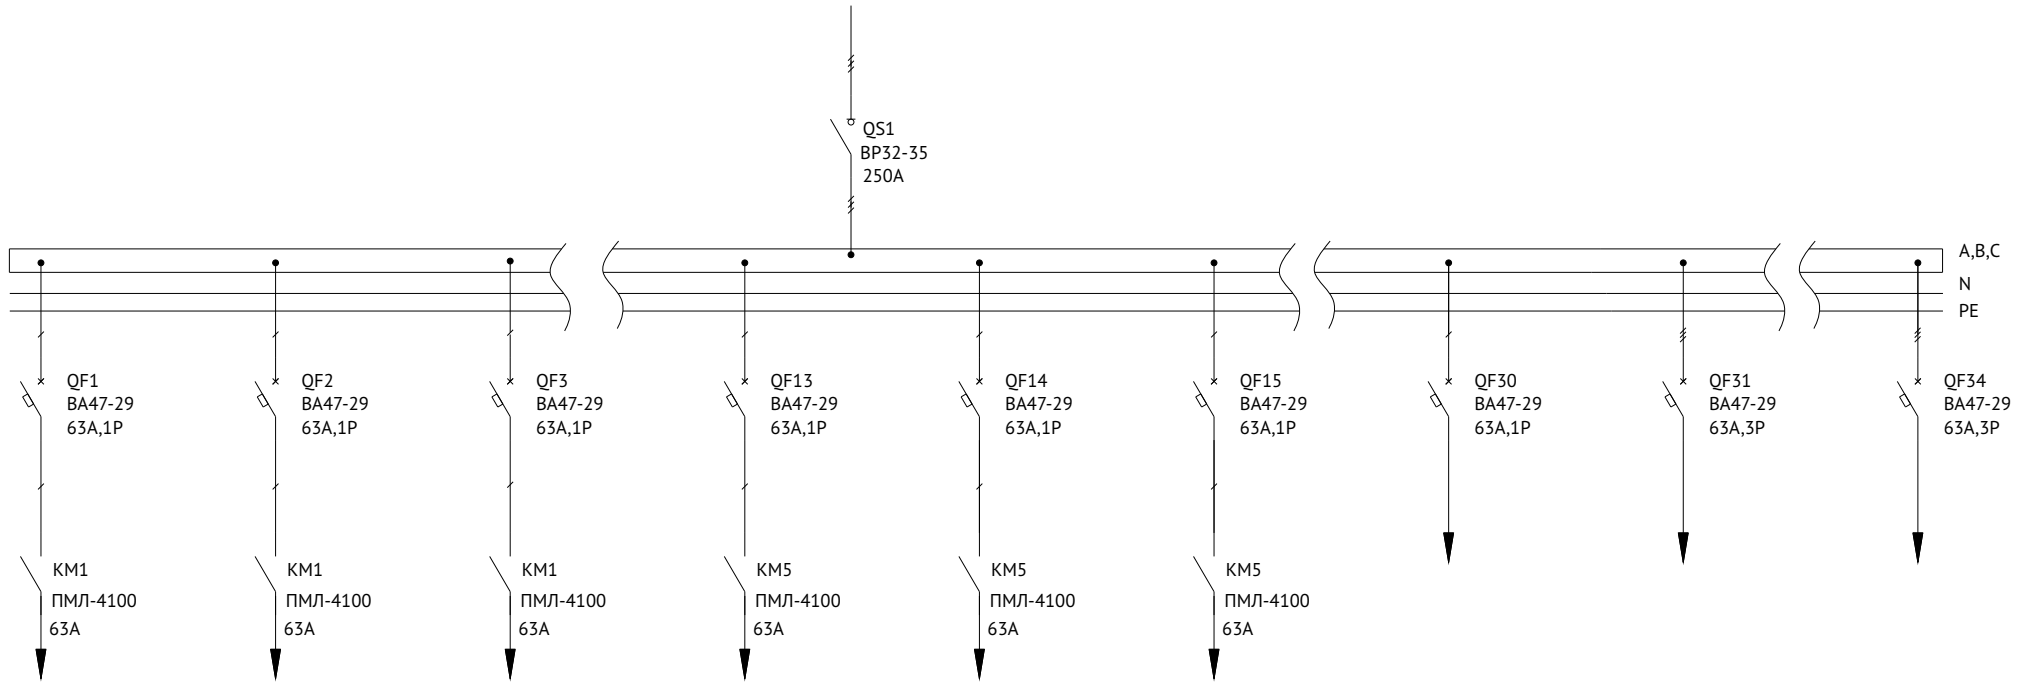 QS1
ВР32-35
250А
А,В,С
N
PE
QF1
ВА47-29
63А,1Р
QF2
ВА47-29
63А,1Р
QF3
ВА47-29
63А,1Р
QF13
ВА47-29
63А,1Р
QF14
ВА47-29
63А,1Р
QF15
ВА47-29
63А,1Р
QF30
ВА47-29
63А,1Р
QF31
ВА47-29
63А,3Р
QF34
ВА47-29
63А,3Р
КМ1
ПМЛ-4100
63А
КМ1
ПМЛ-4100
63А
КМ1
ПМЛ-4100
63А
КМ5
ПМЛ-4100
63А
КМ5
ПМЛ-4100
63А
КМ5
ПМЛ-4100
63А